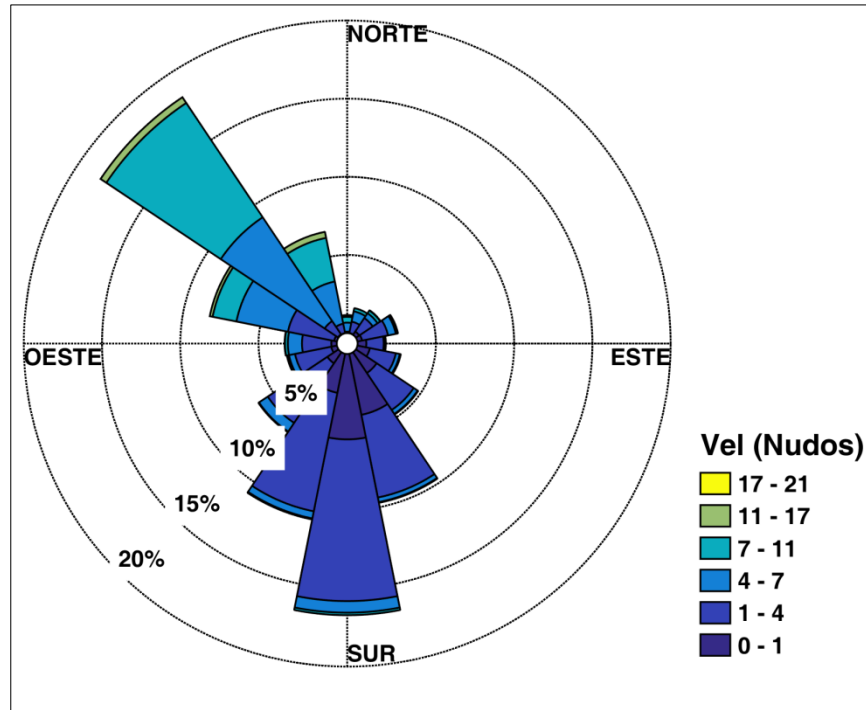 NORTE
OESTE
ESTE
5%
10%
15%
20%
SUR
Vel (Nudos)
17 - 21
11 - 17
7 - 11
4 - 7
1 - 4
0 - 1